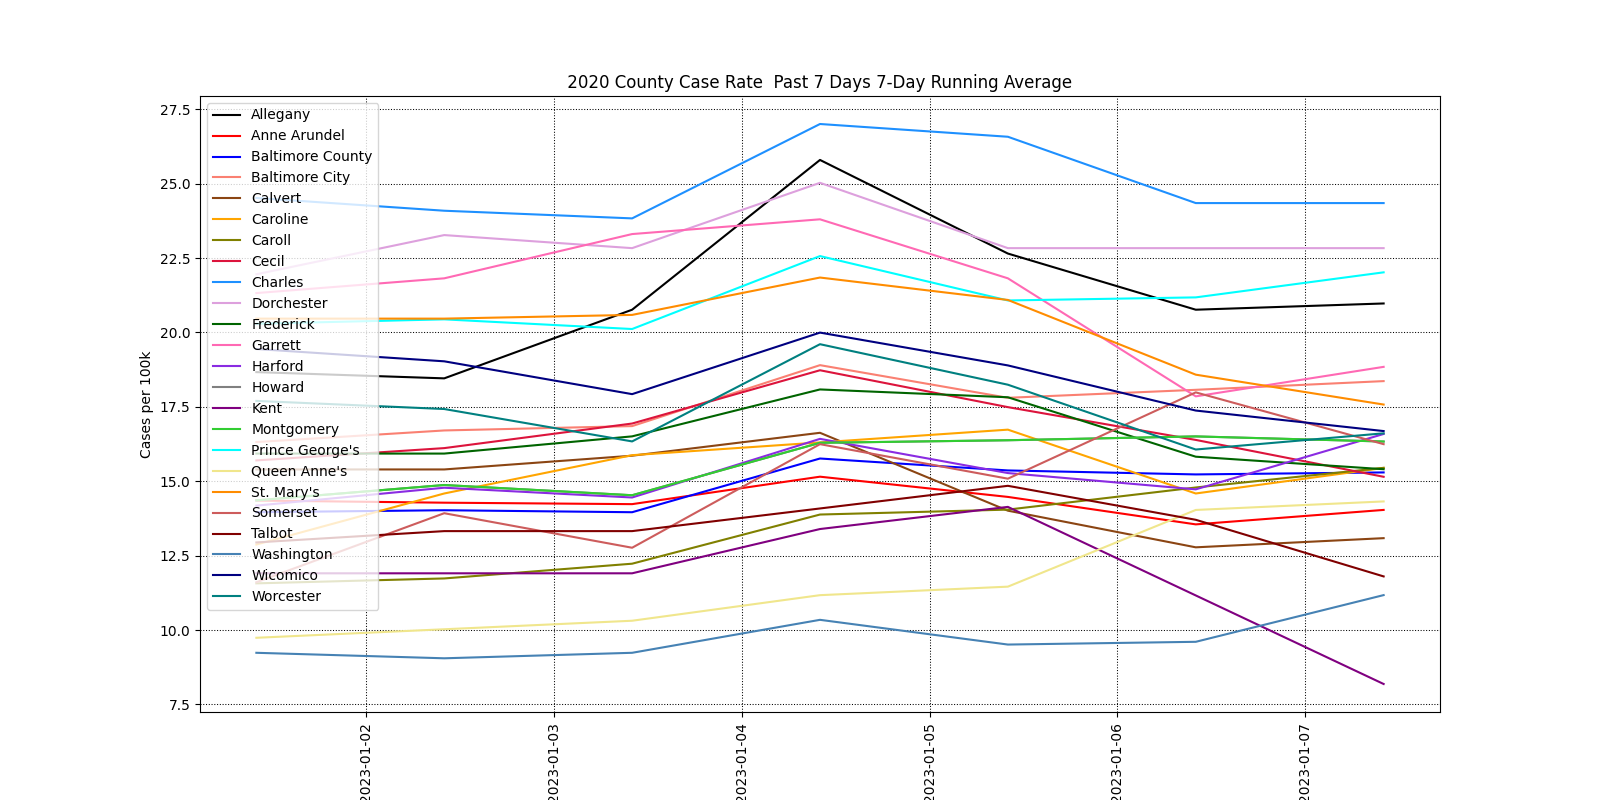 2020 County Case Rate  Past 7 Days 7-Day Running Average
Cases per 100k
27.5
25.0
22.5
20.0
17.5
15.0
12.5
10.0
7.5
Allegany
Anne Arundel
Baltimore County
Baltimore City
Calvert
Caroline
Caroll
Cecil
Charles
Dorchester
Frederick
Garrett
Harford
Howard
Kent
Montgomery
Prince George's
Queen Anne's
St. Mary's
Somerset
Talbot
Washington
Wicomico
Worcester
2023-01-02
2023-01-03
2023-01-04
2023-01-05
2023-01-06
2023-01-07